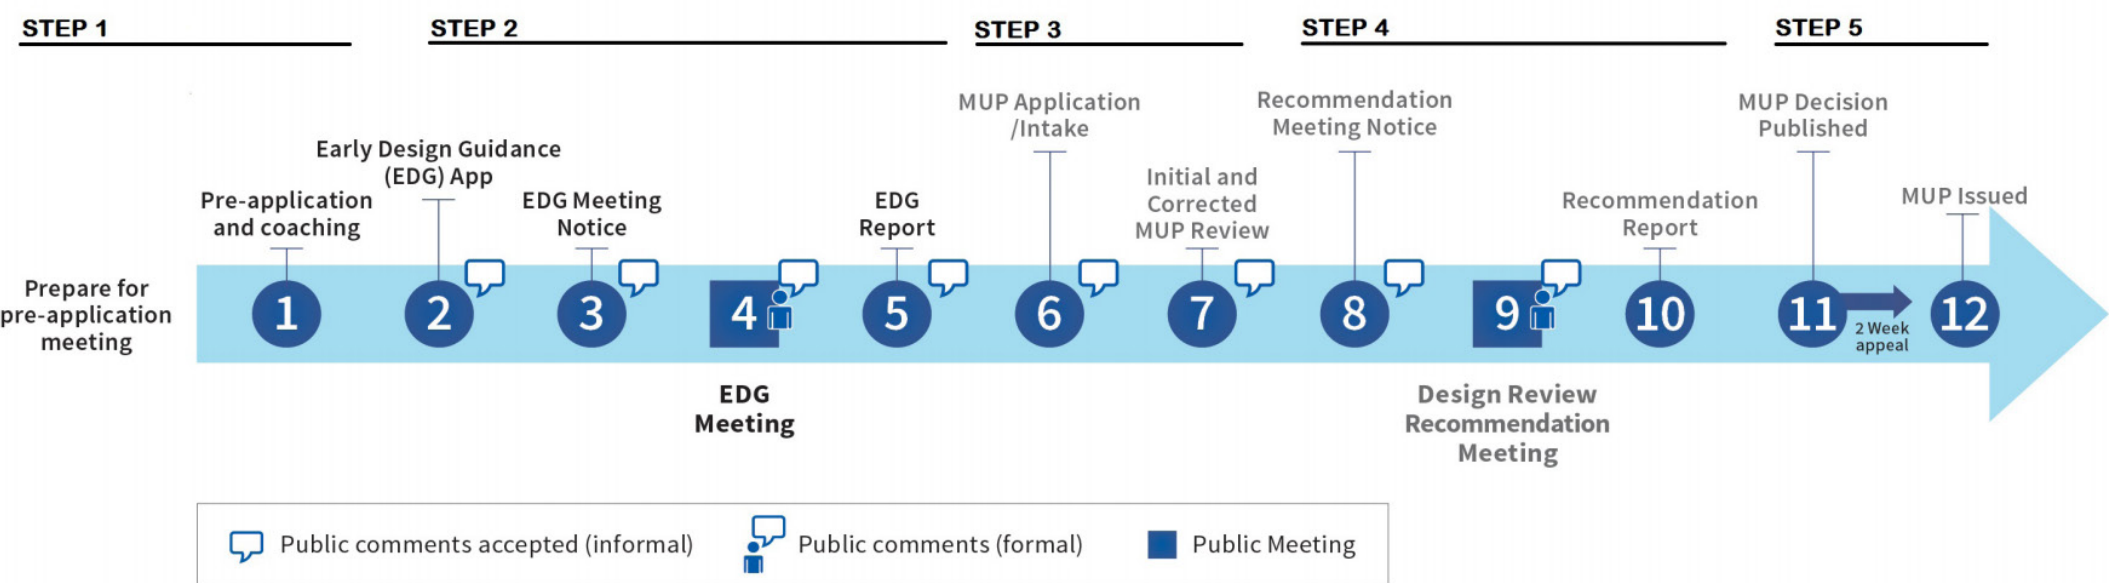 STEP 1
STEP 2
STEP 3
STEP 4
STEP 5
Prepare for
pre-application
meeting
Pre-application
and coaching
1
Early Design Guidance
(EDG) App
2
EDG Meeting
Notice
3
4
EDG
Meeting
EDG
Report
5
MUP Application
/Intake
6
Initial and
Corrected
MUP Review
7
Recommendation
Meeting Notice
8
9
Design Review
Recommendation
Meeting
Recommendation
Report
10
MUP Decision
Published
11
2 Week
appeal
MUP Issued
12
Public comments accepted (informal)
Public comments (formal)
Public Meeting